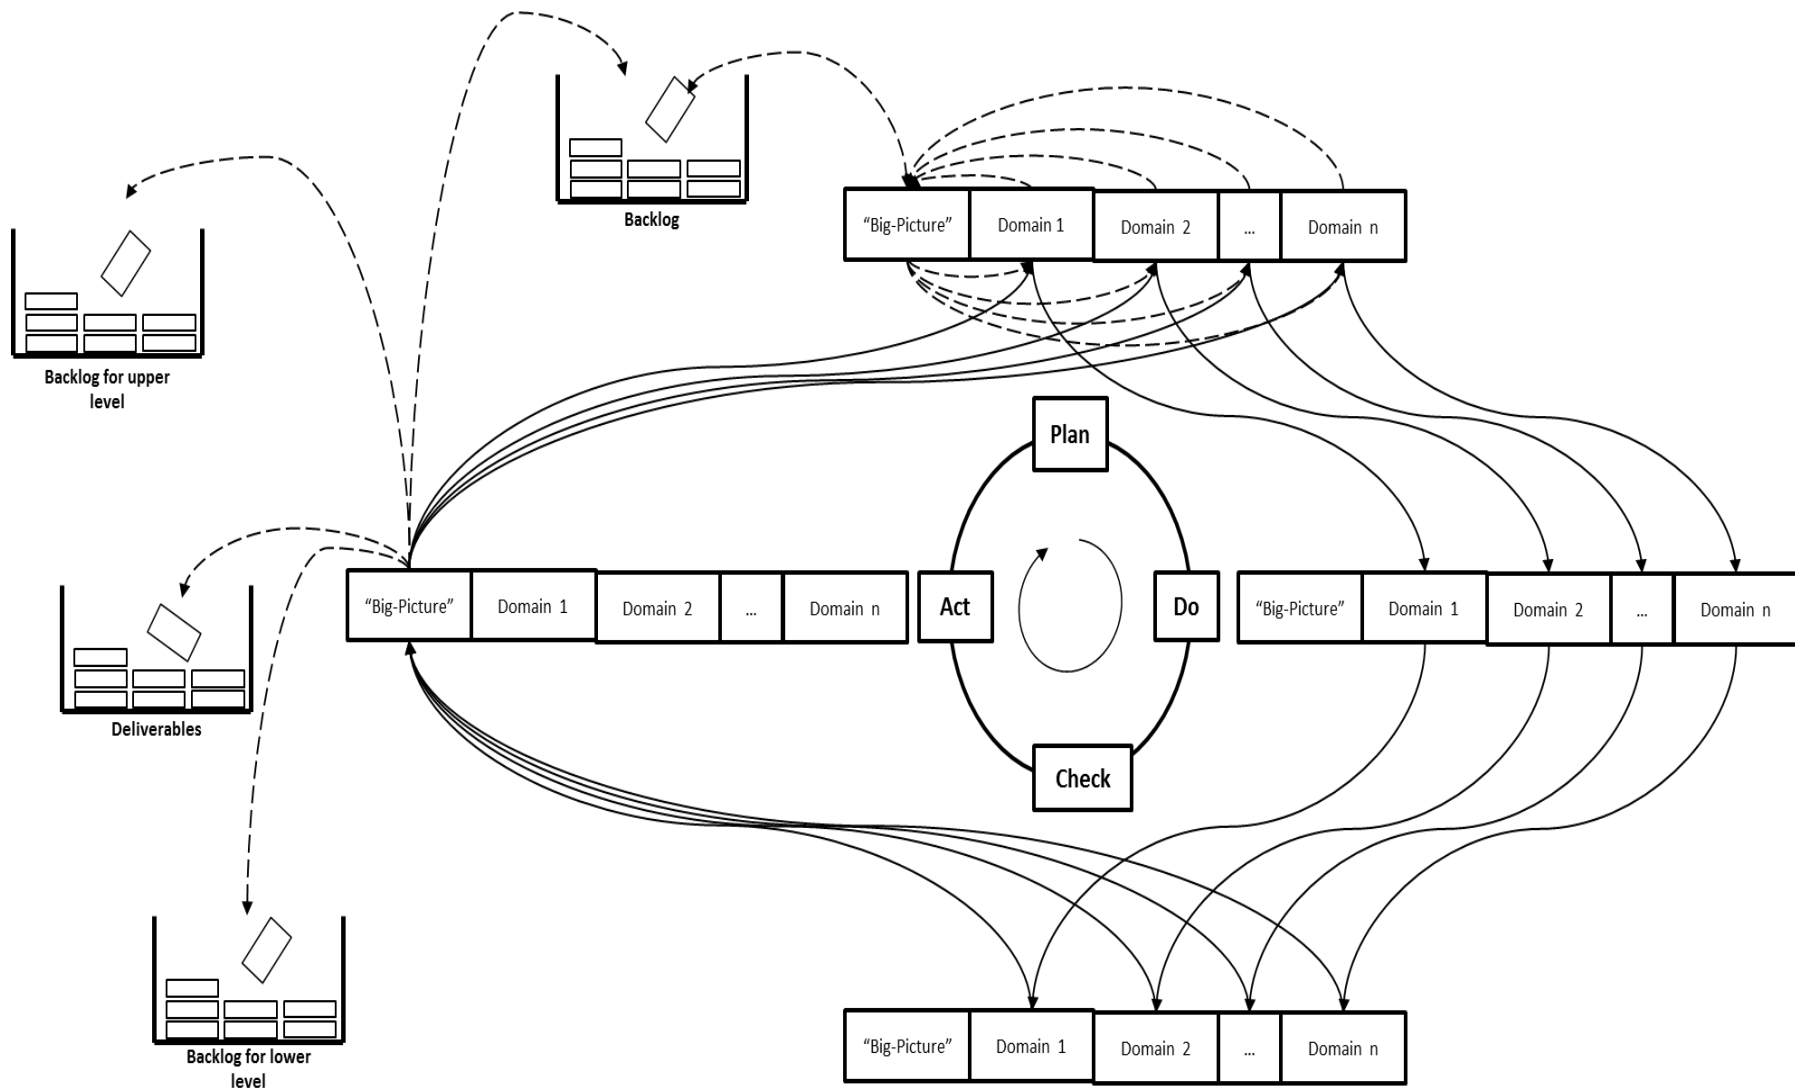 Backlog
“Big-Picture”
Domain 1
Domain 2
...
Domain n
Backlog for upper
level
Plan
“Big-Picture”
Domain 1
Domain 2
...
Domain n
Act
Do
“Big-Picture”
Domain 1
Domain 2
...
Domain n
Deliverables
Check
Backlog for lower
level
“Big-Picture”
Domain 1
Domain 2
...
Domain n